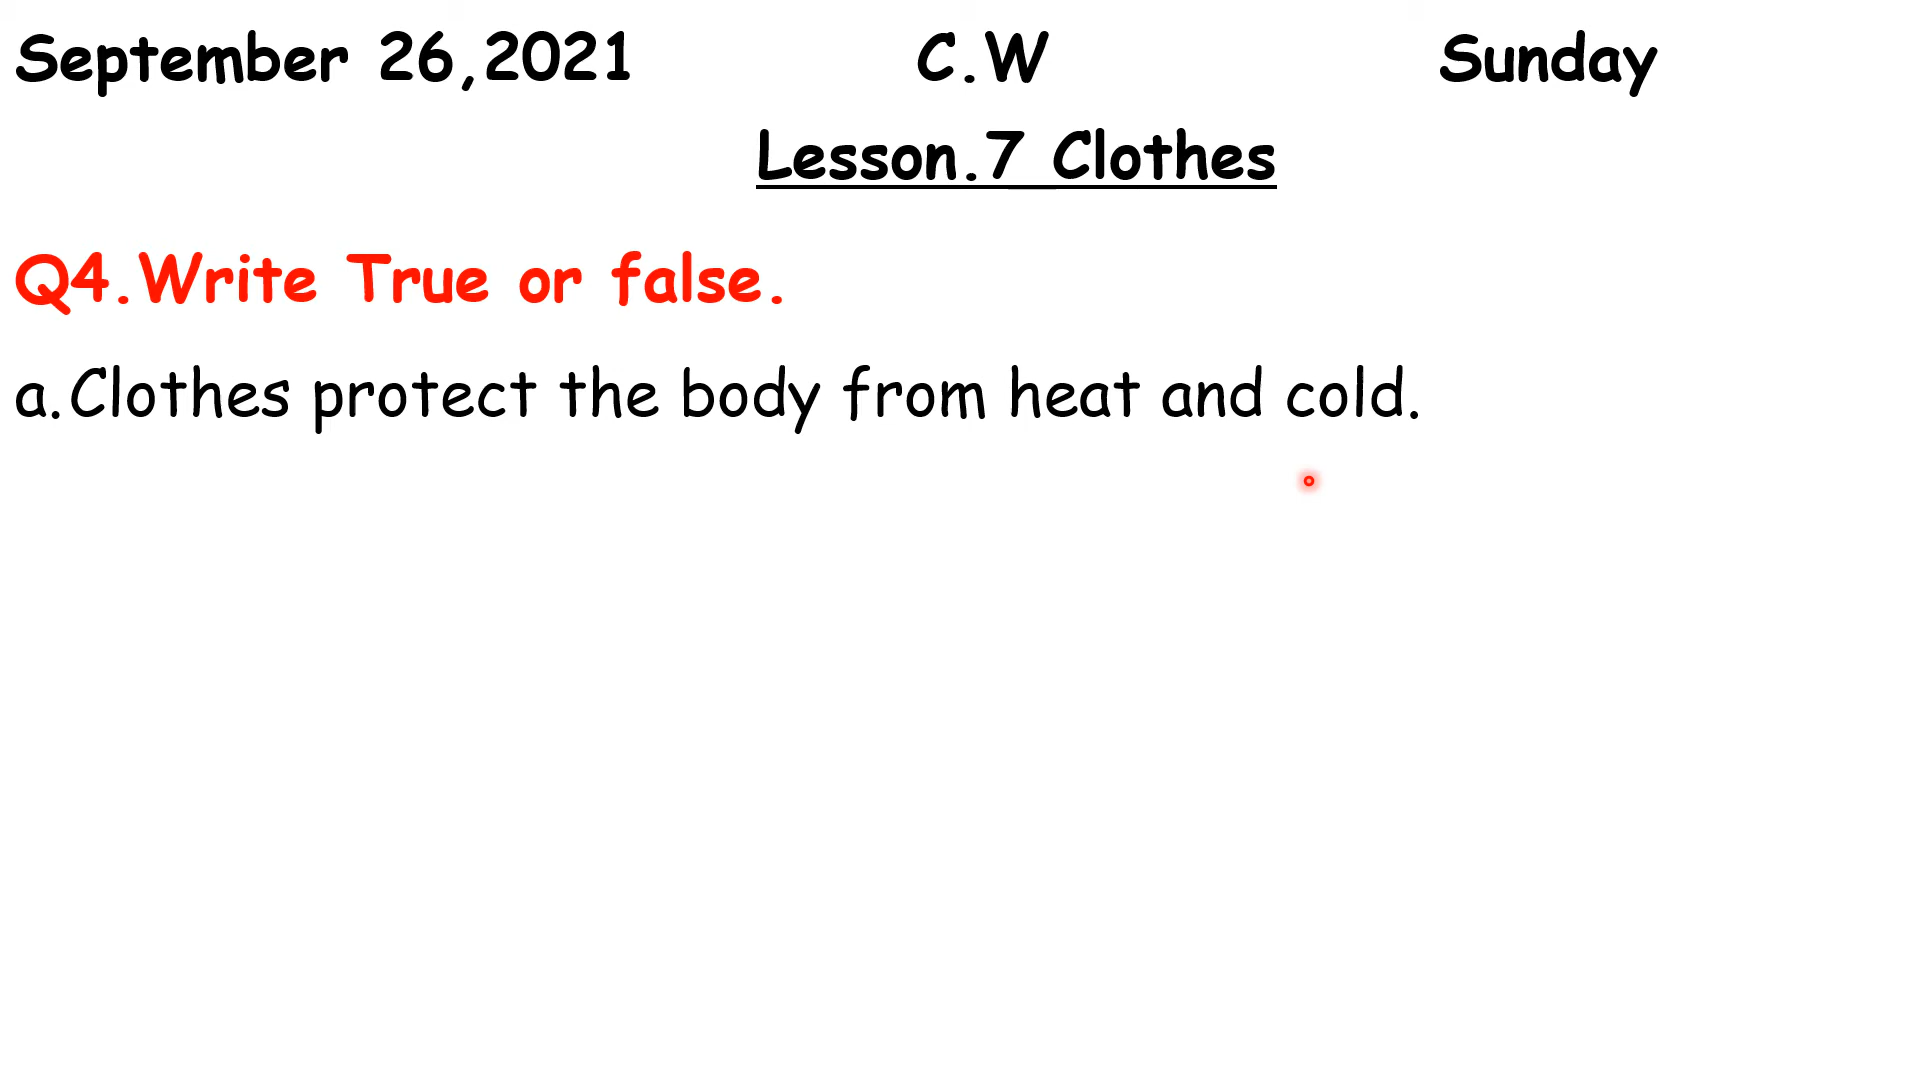 September 26,2021 C.W Sunday
Lesson.7 Clothes
Q4.Write True or false.
a.Clothes protect the body from heat and cold.